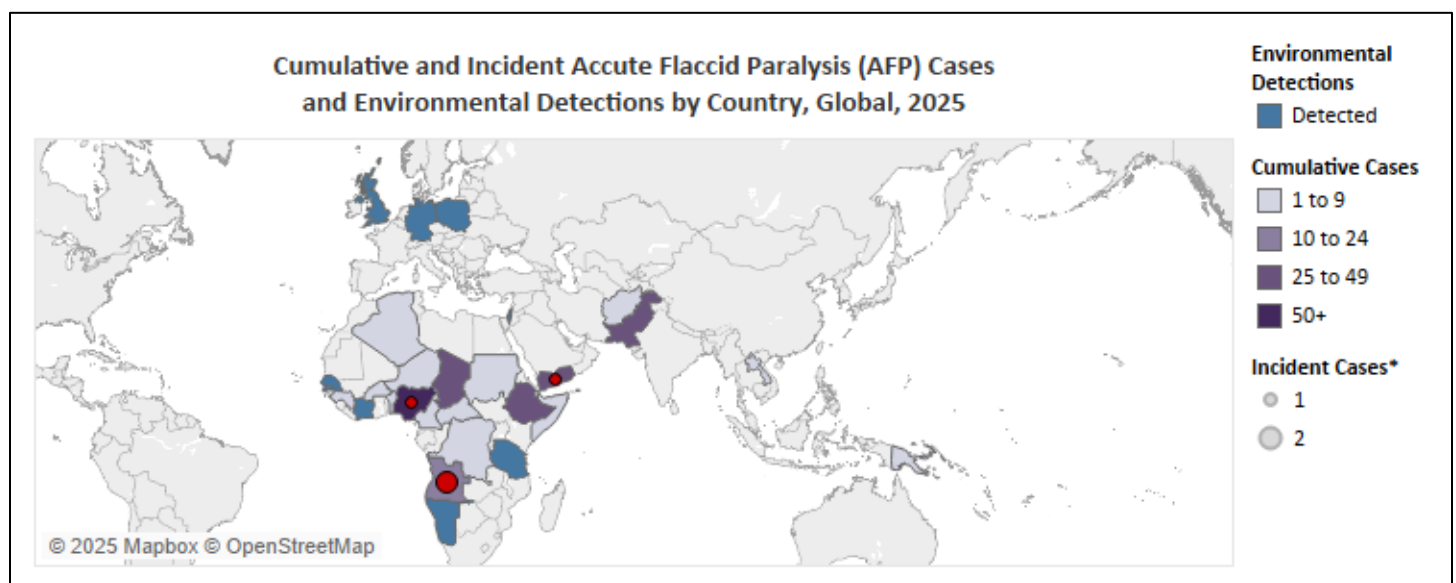 Cumulative and Incident Accute Flaccid Paralysis (AFP) Cases
and Environmental Detections by Country, Global, 2025
Environmental
Detections
Detected
Cumulative Cases
1 to 9
10 to 24
25 to 49
50+
Incident Cases*
1
2
© 2025 Mapbox © OpenStreetMap